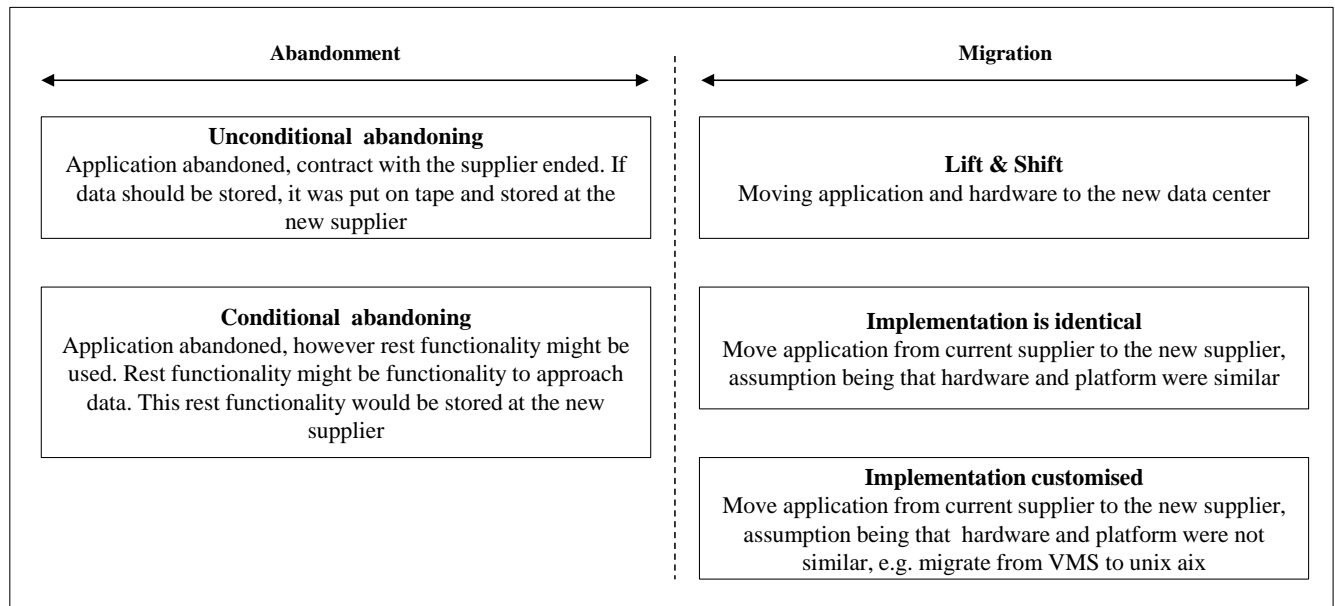 Abandonment
Unconditional abandoning
Application abandoned, contract with the supplier ended. If
data should be stored, it was put on tape and stored at the
new supplier
Conditional abandoning
Application abandoned, however rest functionality might be
used. Rest functionality might be functionality to approach
data. This rest functionality would be stored at the new
supplier
Migration
Lift & Shift
Moving application and hardware to the new data center
Implementation is identical
Move application from current supplier to the new supplier,
assumption being that hardware and platform were similar
Implementation customised
Move application from current supplier to the new supplier,
assumption being that hardware and platform were not
similar, e.g. migrate from VMS to unix aix